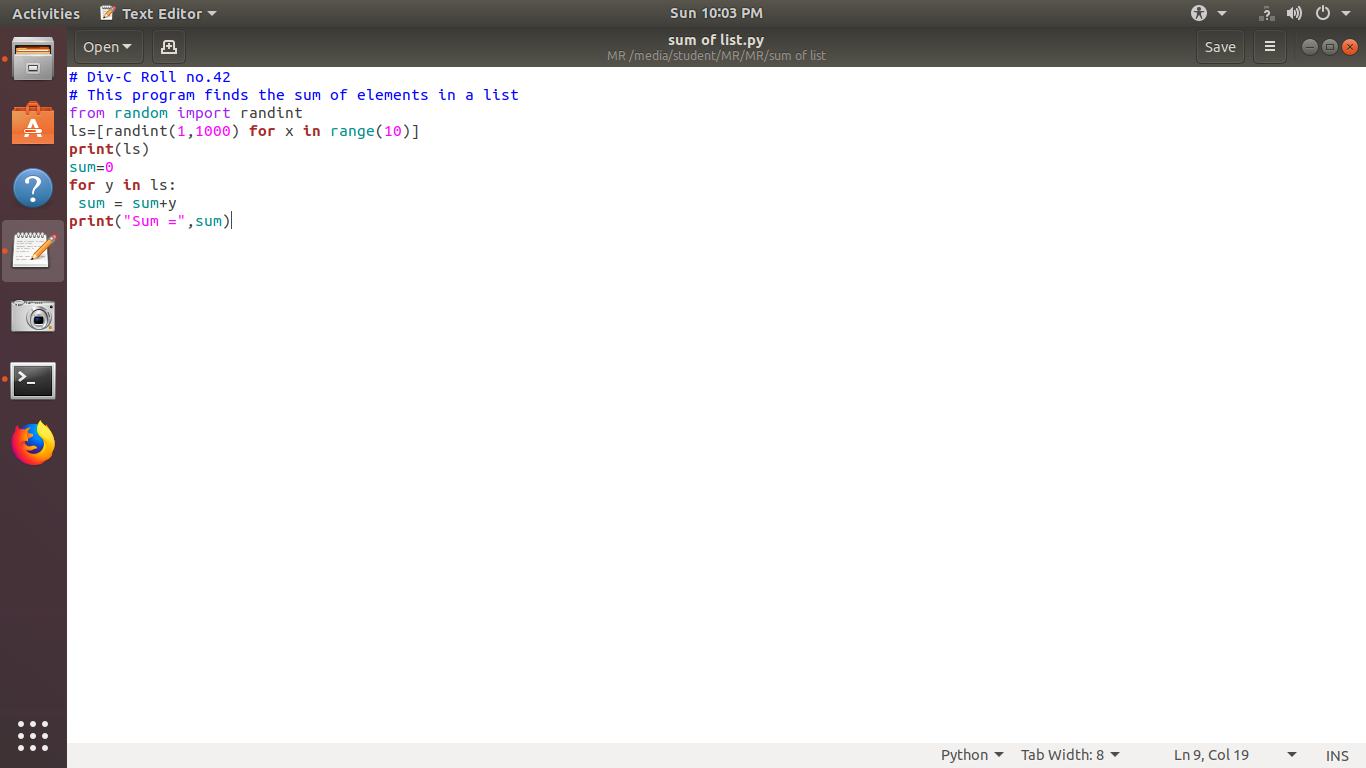 Activities Text Editor Sun 10:03 PM
Open sum of list.py Save
MR /media/student/MR/MR/sum of list
# Div-C Roll no.42
# This program finds the sum of elements in a list
from random import randint
ls=[randint(1,1000) for x in range(10)]
print(ls)
sum=0
for y in ls:
 sum = sum+y
print("Sum =",sum)
Python Tab Width: 8 Ln 9, Col 19 INS